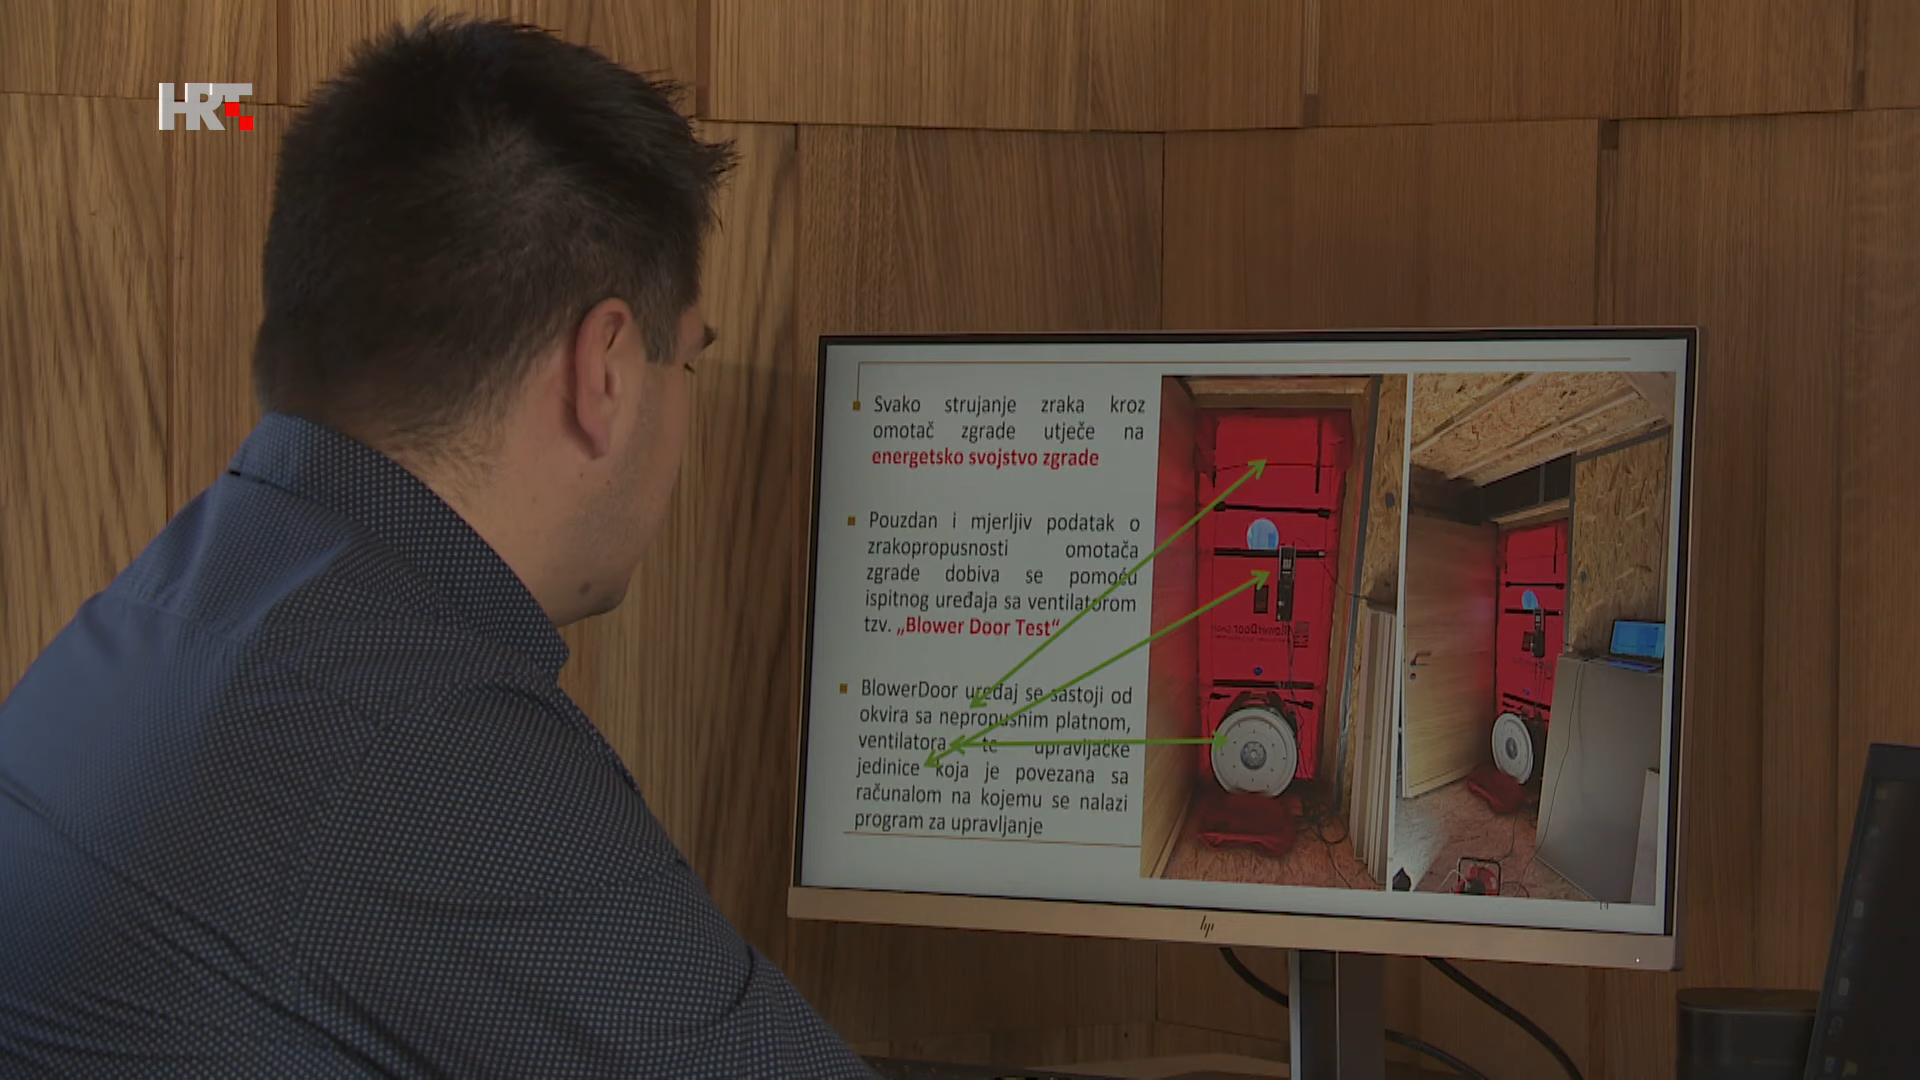 HRT
Svako strujanje zraka kroz
omotač zgrade utječe na
energetsko svojstvo zgrade
Pouzdan i mjerljiv podatak o
zrakopropusnosti omotača
zgrade dobiva se pomoću
ispitnog uređaja sa ventilatorom
tzv. „Blower Door Test“
BlowerDoor uređaj se sastoji od
okvira sa nepropusnim platnom,
ventilatora te upravljačke
jedinice koja je povezana sa
računalom na kojemu se nalazi
program za upravljanje
BlowerDoor
hp